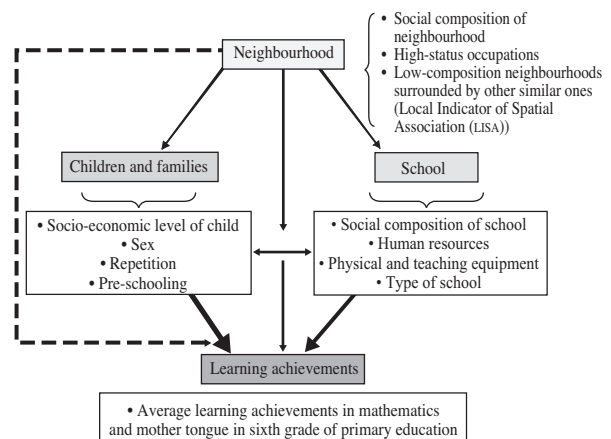 Neighbourhood
• Social composition of
neighbourhood
• High-status occupations
• Low-composition neighbourhoods
surrounded by other similar ones
(Local Indicator of Spatial
Association (LISA))
Children and families
School
• Socio-economic level of child
• Sex
• Repetition
• Pre-schooling
• Social composition of school
• Human resources
• Physical and teaching equipment
• Type of school
Learning achievements
• Average learning achievements in mathematics
and mother tongue in sixth grade of primary education